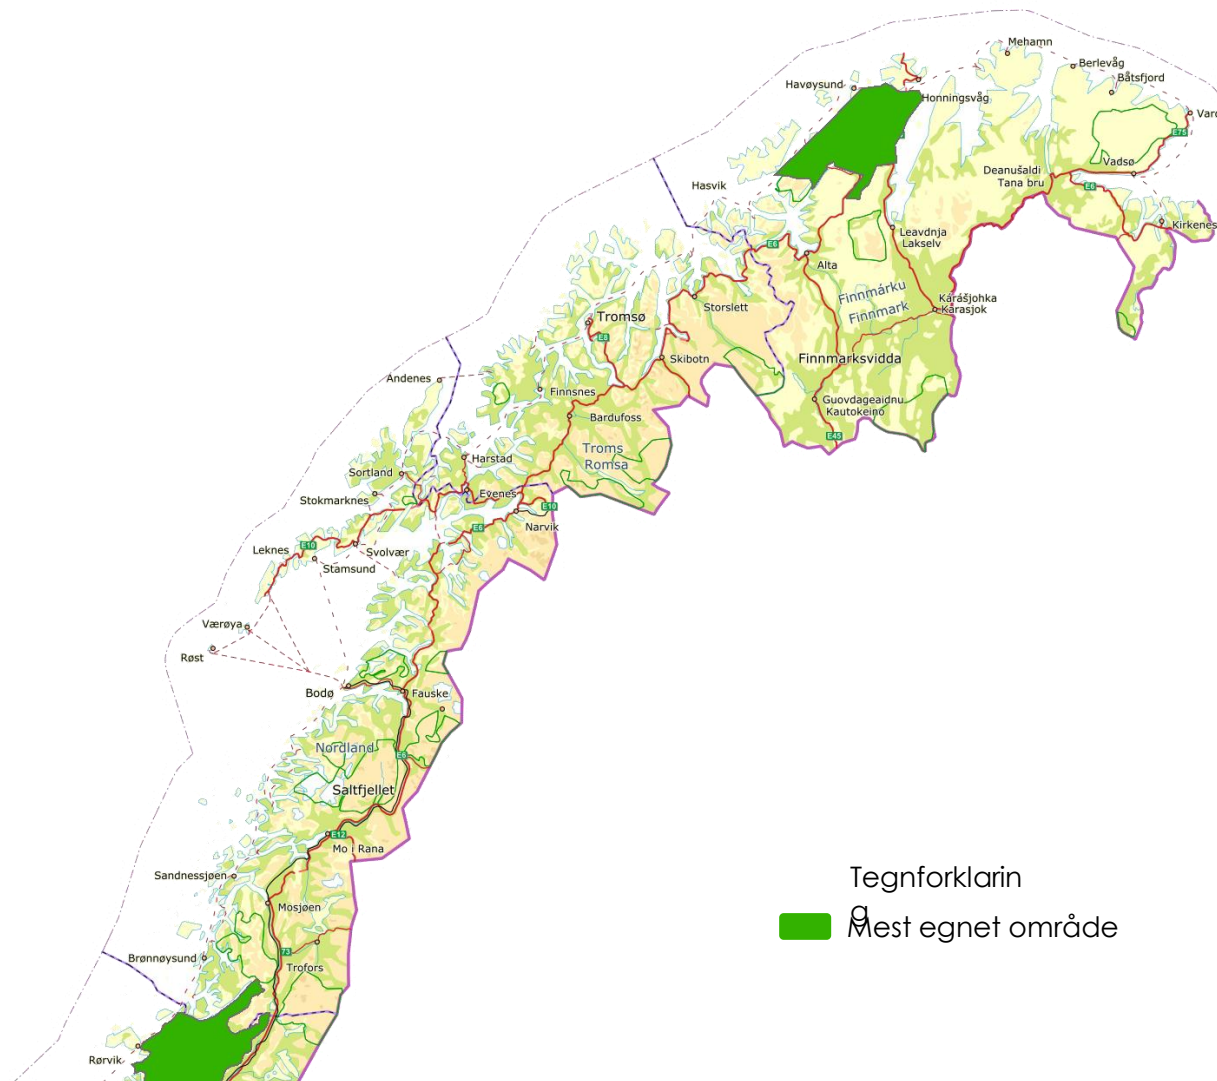 Mehamn
Berlevåg
Båtsfjord
Havøysund
Honningsvåg
Vard
E75
Vadsø
Deanušaldi
Tana bru
E6
Hasvik
Kirkenes
Leavdnja
Lakselv
E6
Alta
Finnmárku
Finnmark
Kárášjohka
Karasjok
Storslett
Tromsø
E8
Skibotn
Finnmarksvidda
Andenes
Finnsnes
Guovdageaidnu
Kautokeino
Bardufoss
E45
Troms
Romsa
Harstad
Sortland
Stokmarknes
Evenes
E10
Narvik
E6
Leknes
E10
Svolvær
Stamsund
Værøya
Røst
Bodø
Fauske
Nordland
E6
Saltfjellet
E12
Mo i Rana
Sandnessjøen
Mosjøen
73
Brønnøysund
Trofors
Rørvik
Tegnforklarin
g
Mest egnet område